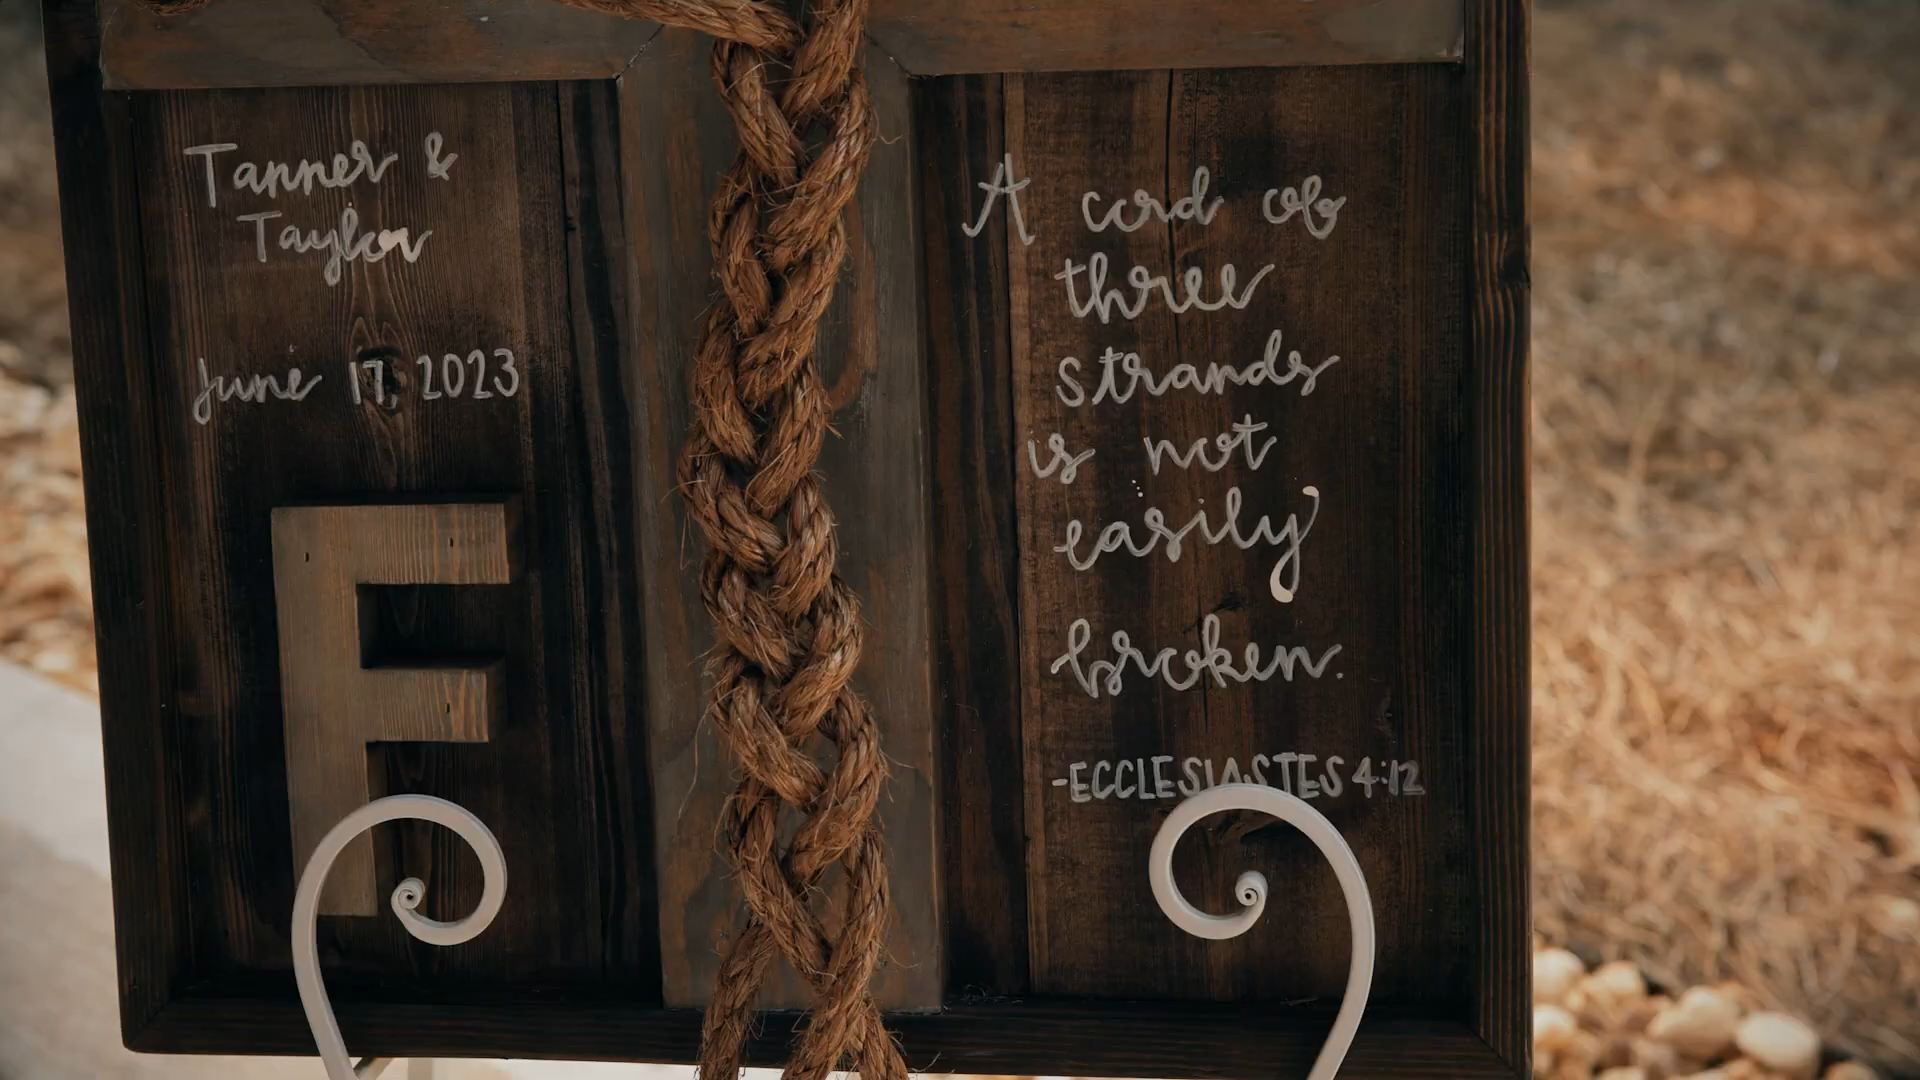 Tanner &
Taylor
June 17, 2023
F
A cord of
three
strands
is not
easily
broken.
-ECCLESIASTES 4:12